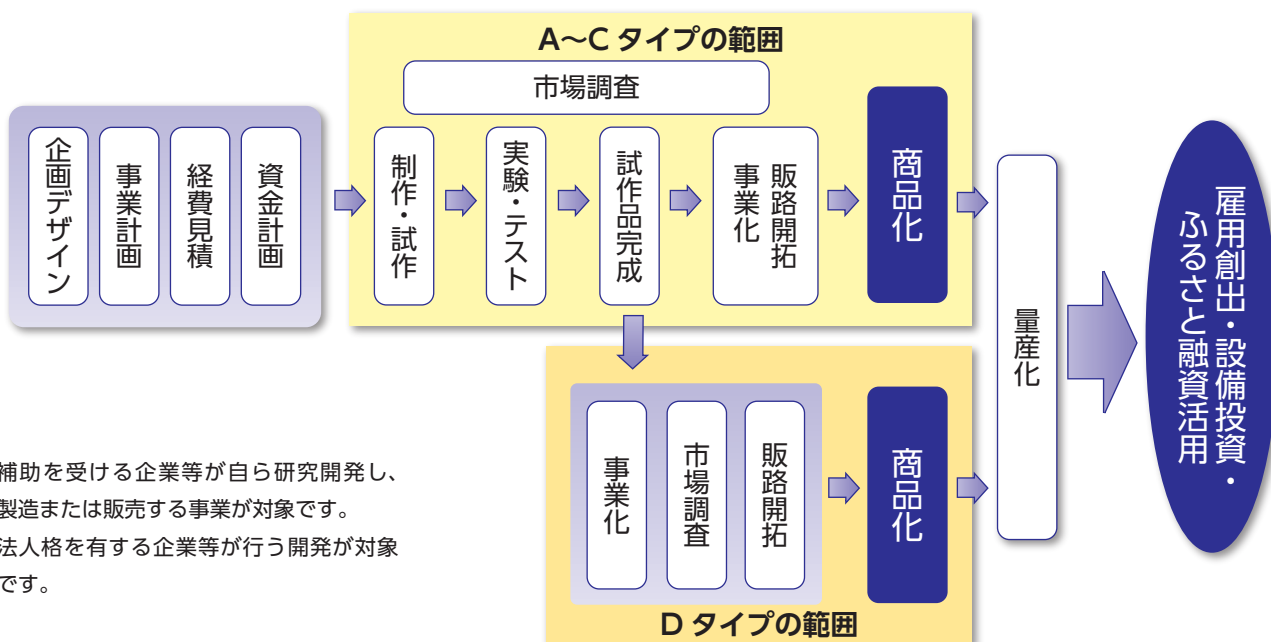 A～C タイプの範囲
市場調査
企画デザイン
事業計画
経費見積
資金計画
制作・試作
実験・テスト
試作品完成
販路開拓
事業化
商品化
量産化
雇用創出・設備投資・
ふるさと融資活用
事業化
市場調査
販路開拓
商品化
D タイプの範囲
補助を受ける企業等が自ら研究開発し、
製造または販売する事業が対象です。
法人格を有する企業等が行う開発が対象
です。